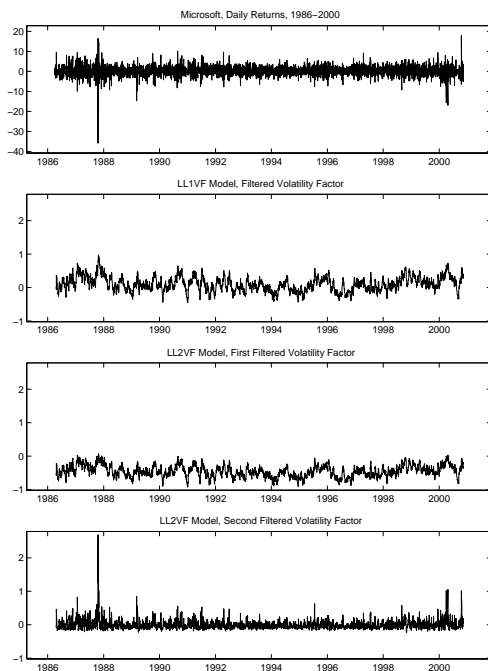 Microsoft, Daily Returns, 1986−2000
20
10
0
−10
−20
−30
−40
1986 1988 1990 1992 1994 1996 1998 2000
LL1VF Model, Filtered Volatility Factor
2
1
0
−1
1986 1988 1990 1992 1994 1996 1998 2000
LL2VF Model, First Filtered Volatility Factor
2
1
0
−1
1986 1988 1990 1992 1994 1996 1998 2000
LL2VF Model, Second Filtered Volatility Factor
2
1
0
−1
1986 1988 1990 1992 1994 1996 1998 2000